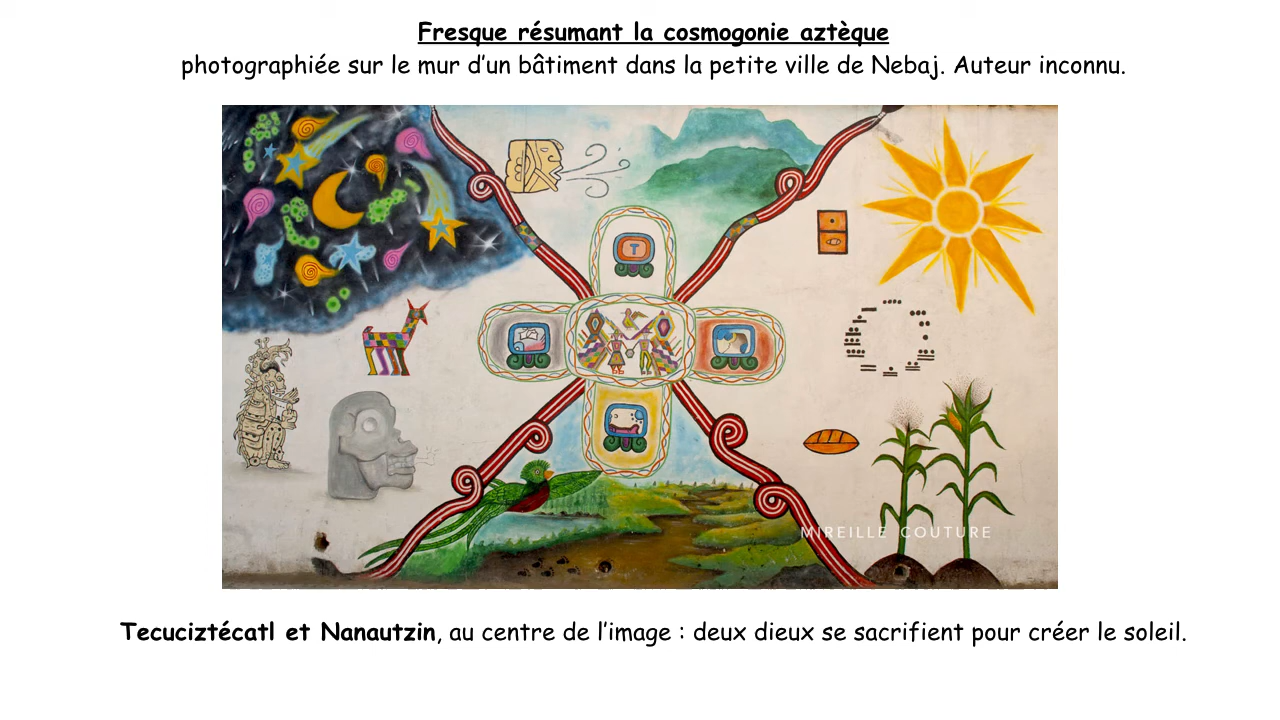 Fresque résumant la cosmogonie aztèque
photographiée sur le mur d’un bâtiment dans la petite ville de Nebaj. Auteur inconnu.
MIREILLE COUTURE
Tecuciztécatl et Nanautzin, au centre de l’image : deux dieux se sacrifient pour créer le soleil.